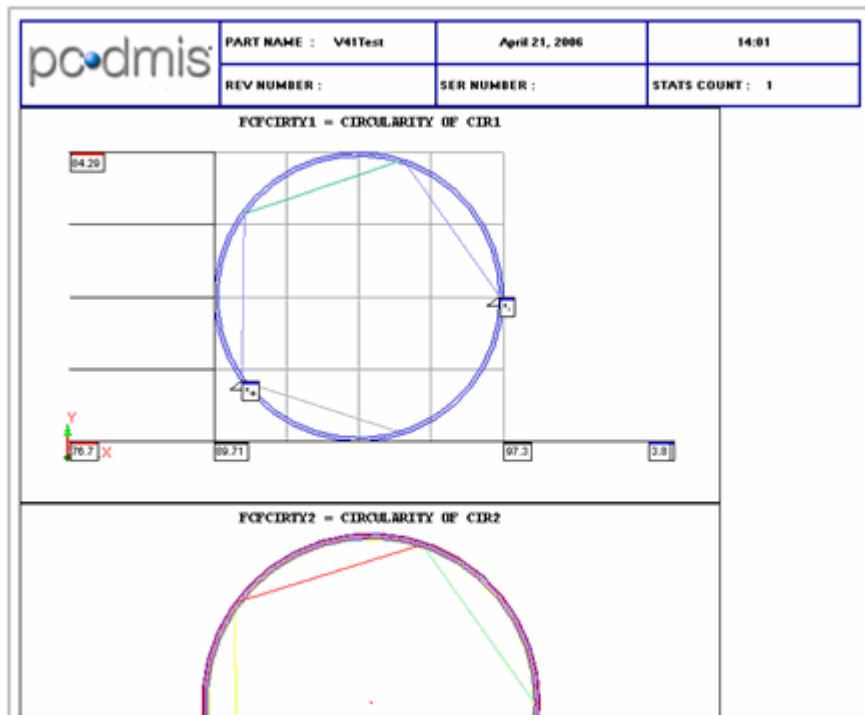 pc•dmis
PART NAME : V41Test
April 21, 2006
14:01
REV NUMBER :
SER NUMBER :
STATS COUNT : 1
FCFCIRTY1 = CIRCULARITY OF CIR1
84.29
Y
76.7
X
89.71
97.3
3.8
FCFCIRTY2 = CIRCULARITY OF CIR2